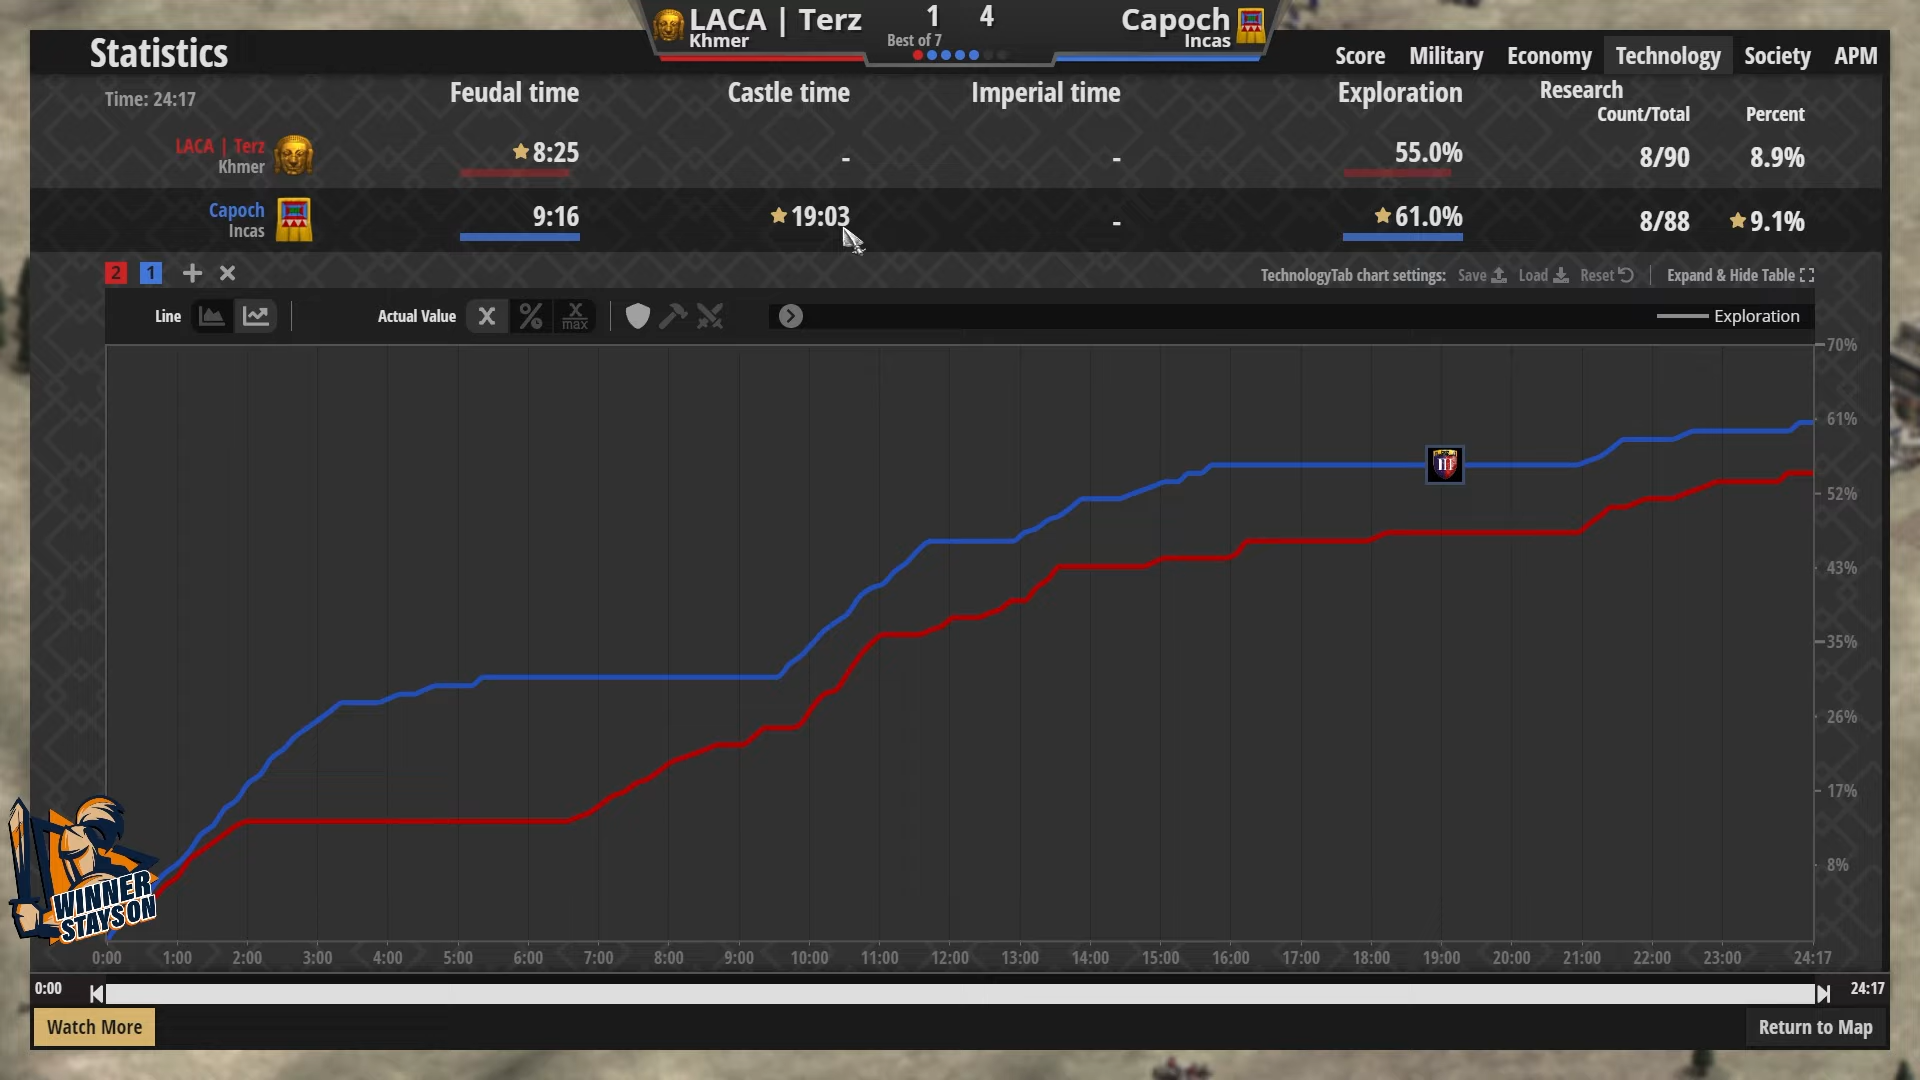 LACA | Terz
Khmer
1 4
Best of 7
Capoch
Incas
Statistics
Score Military Economy Technology Society APM
Time: 24:17
Feudal time Castle time Imperial time Exploration Research
Count/Total Percent
LACA | Terz
Khmer
8:25 - - 55.0% 8/90 8.9%
Capoch
Incas
9:16 19:03 - 61.0% 8/88 9.1%
2 1
TechnologyTab chart settings: Save Load Reset Expand & Hide Table
Line Actual Value X % X max
Exploration
70%
61%
III
52%
43%
35%
26%
17%
8%
WINNER
STAYS ON
0:00 1:00 2:00 3:00 4:00 5:00 6:00 7:00 8:00 9:00 10:00 11:00 12:00 13:00 14:00 15:00 16:00 17:00 18:00 19:00 20:00 21:00 22:00 23:00 24:17
0:00 24:17
Watch More Return to Map